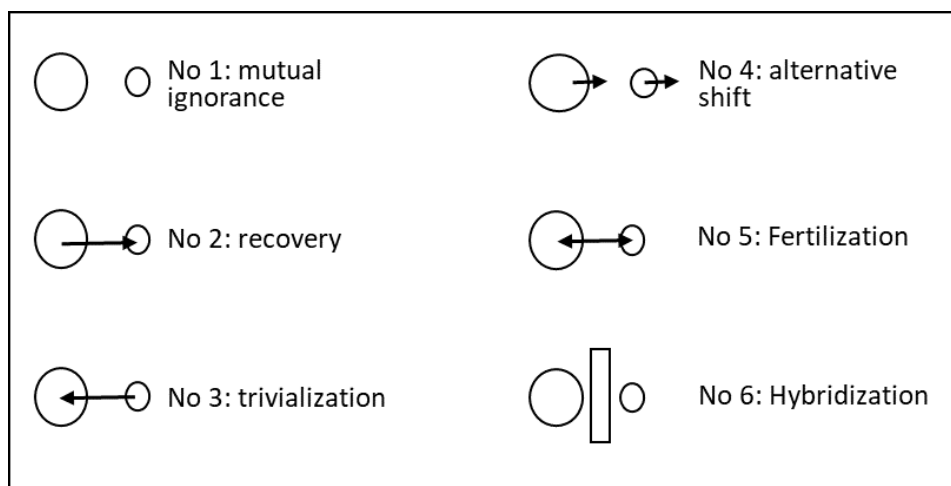 No 1: mutual
ignorance
No 2: recovery
No 3: trivialization
No 4: alternative
shift
No 5: Fertilization
No 6: Hybridization